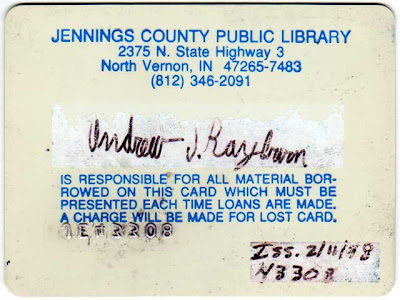 JENNINGS COUNTY PUBLIC LIBRARY
2375 N. State Highway 3
North Vernon, IN 47265-7483
(812) 346-2091
Andrew J. Rayburn
IS RESPONSIBLE FOR ALL MATERIAL BOR-
ROWED ON THIS CARD WHICH MUST BE
PRESENTED EACH TIME LOANS ARE MADE.
A CHARGE WILL BE MADE FOR LOST CARD.
Iss. 2/11/98
N3308